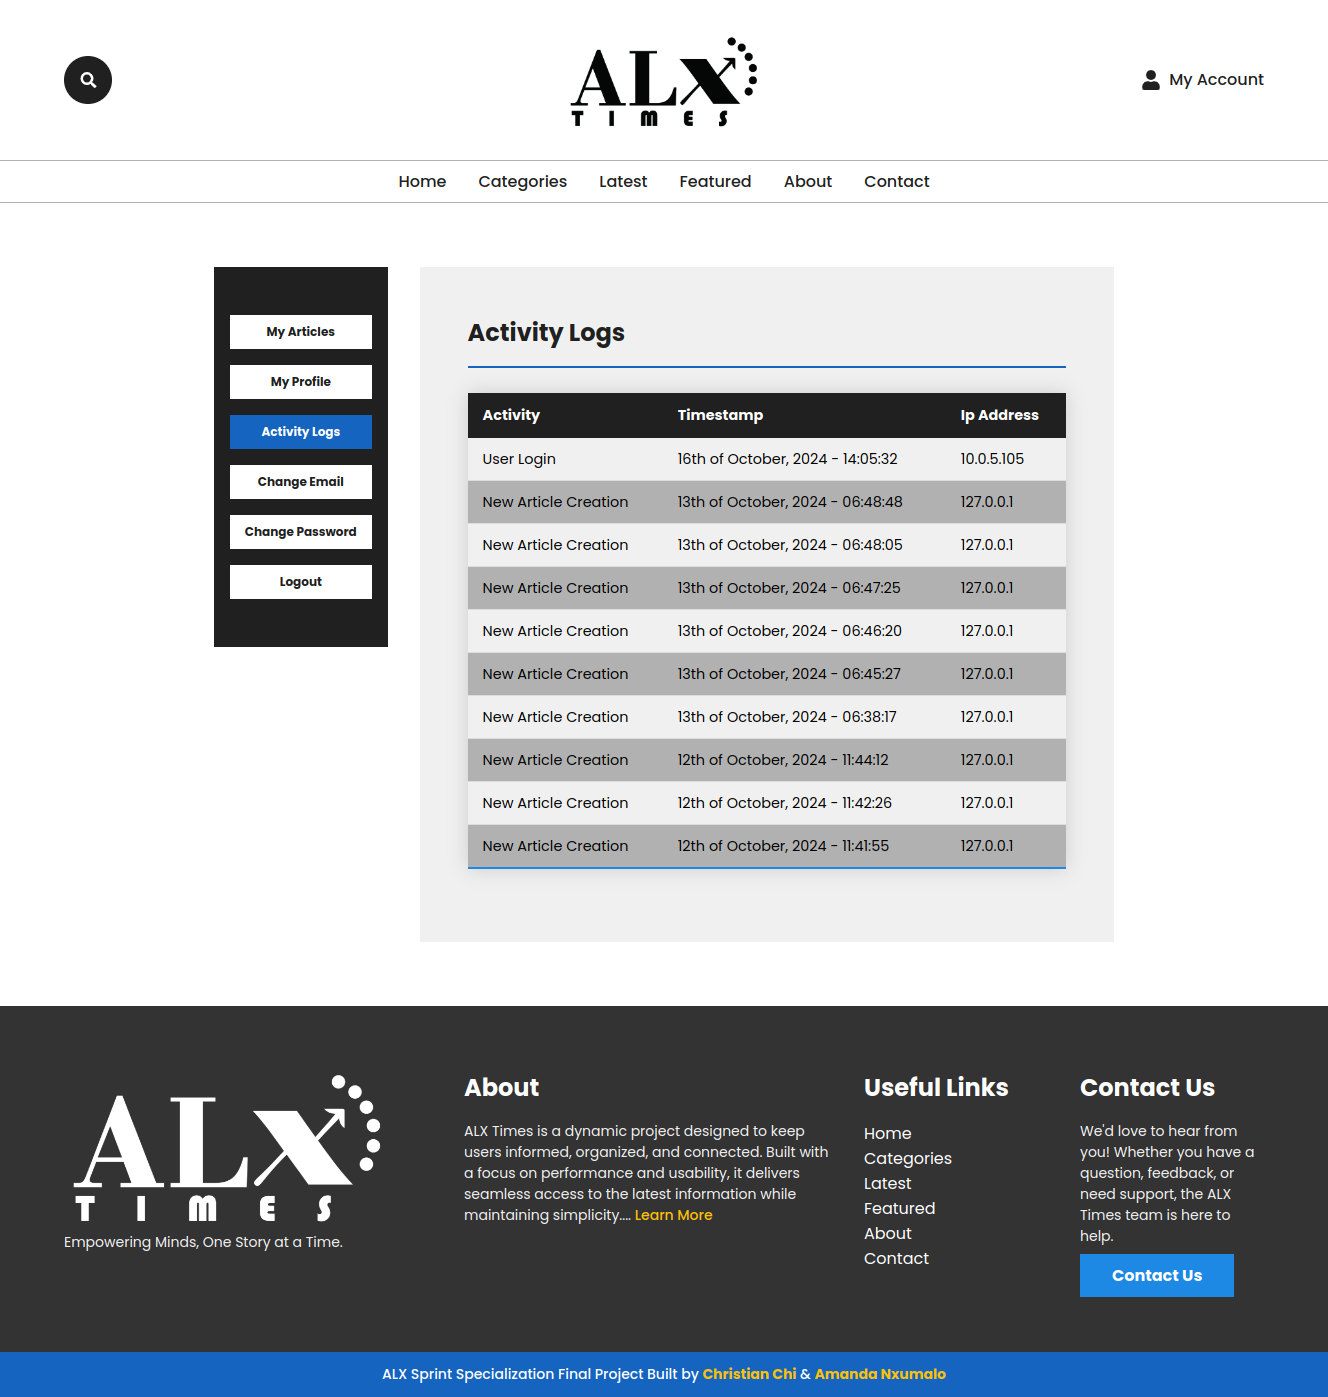 ALX
TIMES
My Account
Home Categories Latest Featured About Contact
My Articles
My Profile
Activity Logs
Change Email
Change Password
Logout
Activity Logs
Activity Timestamp Ip Address
User Login 16th of October, 2024 - 14:05:32 10.0.5.105
New Article Creation 13th of October, 2024 - 06:48:48 127.0.0.1
New Article Creation 13th of October, 2024 - 06:48:05 127.0.0.1
New Article Creation 13th of October, 2024 - 06:47:25 127.0.0.1
New Article Creation 13th of October, 2024 - 06:46:20 127.0.0.1
New Article Creation 13th of October, 2024 - 06:45:27 127.0.0.1
New Article Creation 13th of October, 2024 - 06:38:17 127.0.0.1
New Article Creation 12th of October, 2024 - 11:44:12 127.0.0.1
New Article Creation 12th of October, 2024 - 11:42:26 127.0.0.1
New Article Creation 12th of October, 2024 - 11:41:55 127.0.0.1
ALX
TIMES
Empowering Minds, One Story at a Time.
About
ALX Times is a dynamic project designed to keep
users informed, organized, and connected. Built with
a focus on performance and usability, it delivers
seamless access to the latest information while
maintaining simplicity.... Learn More
Useful Links
Home
Categories
Latest
Featured
About
Contact
Contact Us
We'd love to hear from
you! Whether you have a
question, feedback, or
need support, the ALX
Times team is here to
help.
Contact Us
ALX Sprint Specialization Final Project Built by Christian Chi & Amanda Nxumalo